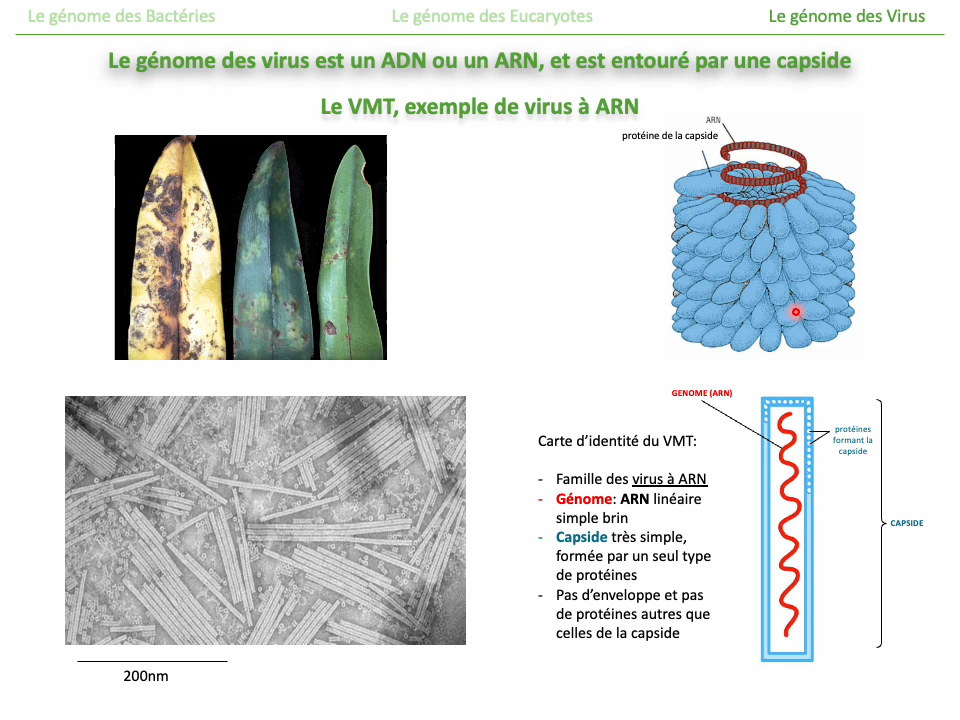 Le génome des Bactéries
Le génome des Eucaryotes
Le génome des Virus
Le génome des virus est un ADN ou un ARN, et est entouré par une capside
Le VMT, exemple de virus à ARN
ARN
protéine de la capside
GENOME (ARN)
protéines
formant la
capside
CAPSIDE
Carte d’identité du VMT:
- Famille des virus à ARN
- Génome: ARN linéaire
simple brin
- Capside très simple,
formée par un seul type
de protéines
- Pas d’enveloppe et pas
de protéines autres que
celles de la capside
200nm